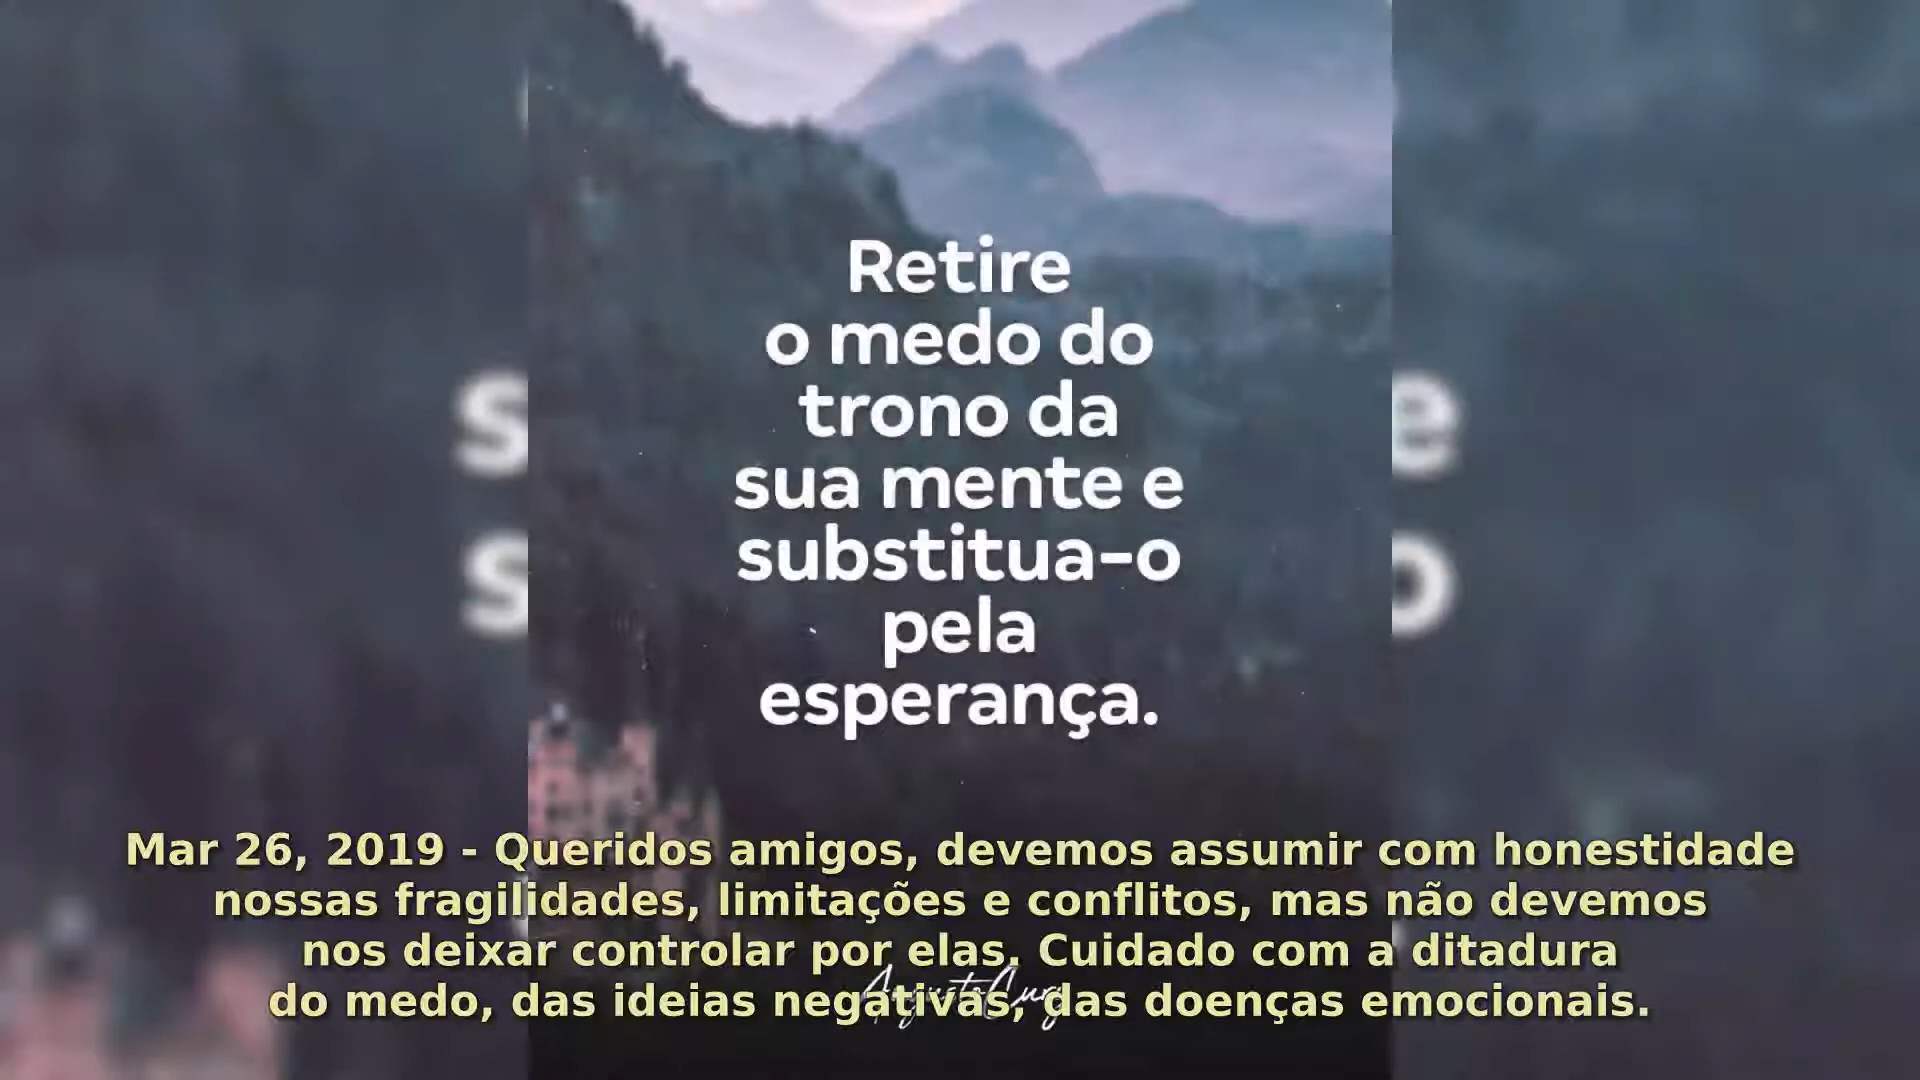 Retire
o medo do
trono da
sua mente e
substitua-o
pela
esperança.
Mar 26, 2019 - Queridos amigos, devemos assumir com honestidade
nossas fragilidades, limitações e conflitos, mas não devemos
nos deixar controlar por elas. Cuidado com a ditadura
do medo, das ideias negativas, das doenças emocionais.